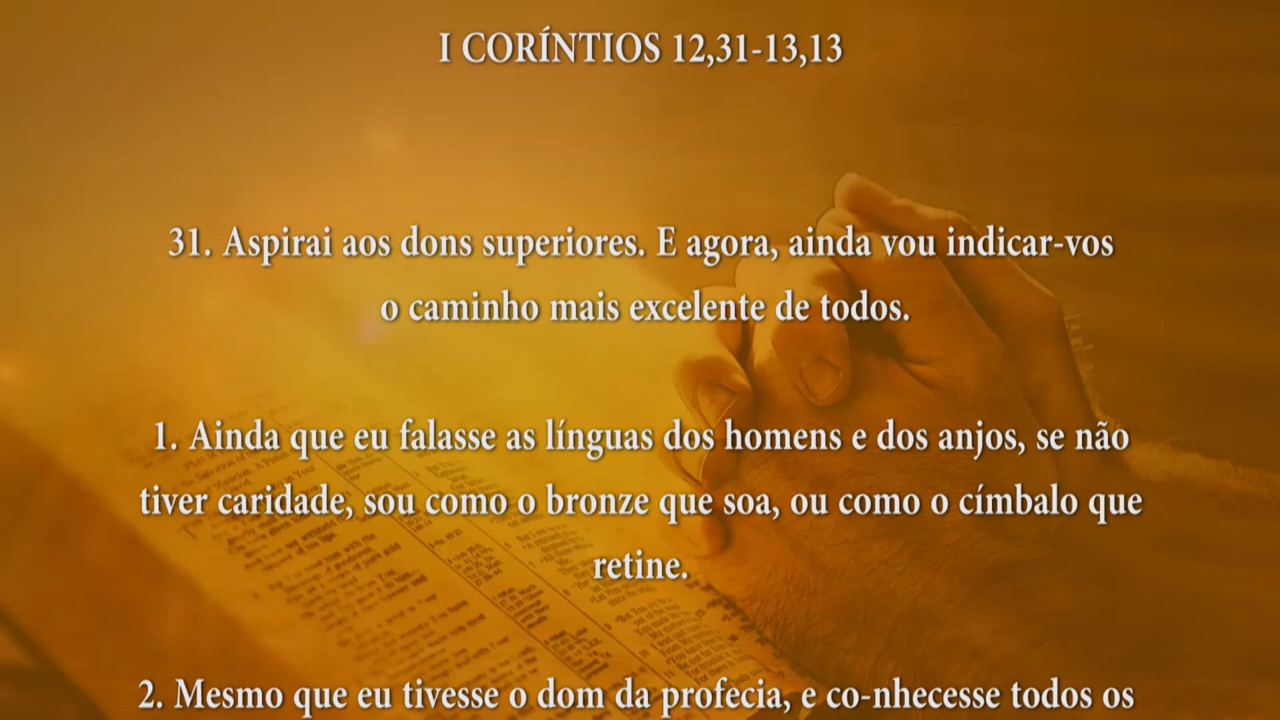 I CORÍNTIOS 12,31-13,13
31. Aspirai aos dons superiores. E agora, ainda vou indicar-vos
o caminho mais excelente de todos.
1. Ainda que eu falasse as línguas dos homens e dos anjos, se não
tiver caridade, sou como o bronze que soa, ou como o címbalo que
retine.
2. Mesmo que eu tivesse o dom da profecia, e co-nhecesse todos os